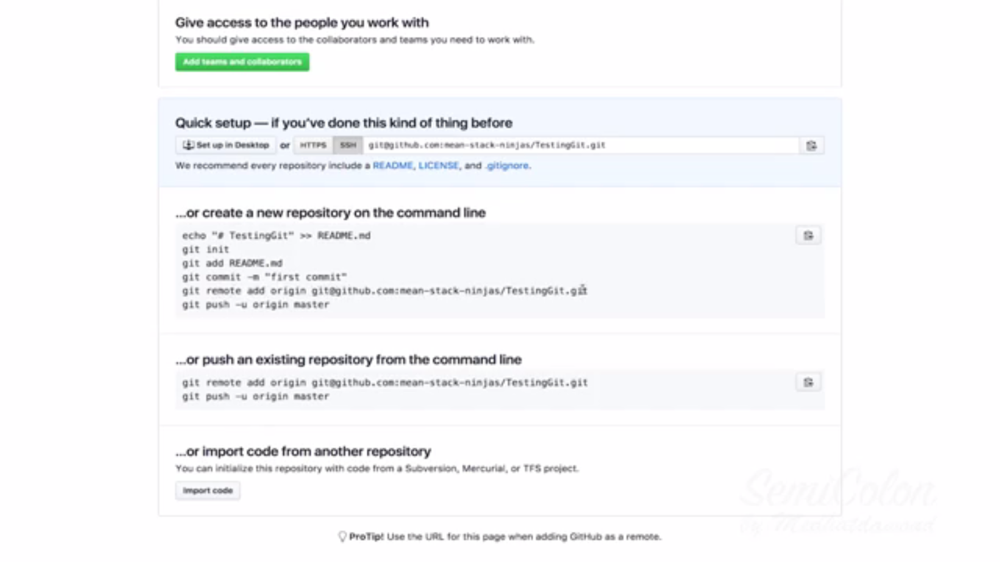 Give access to the people you work with
You should give access to the collaborators and teams you need to work with.
Add teams and collaborators
Quick setup — if you've done this kind of thing before
Set up in Desktop or HTTPS SSH git@github.com:mean-stack-ninjas/TestingGit.git
We recommend every repository include a README, LICENSE, and .gitignore.
...or create a new repository on the command line
echo "# TestingGit" >> README.md
git init
git add README.md
git commit -m "first commit"
git remote add origin git@github.com:mean-stack-ninjas/TestingGit.git
git push -u origin master
...or push an existing repository from the command line
git remote add origin git@github.com:mean-stack-ninjas/TestingGit.git
git push -u origin master
...or import code from another repository
You can initialize this repository with code from a Subversion, Mercurial, or TFS project.
Import code
SemiColon
by
ProTip! Use the URL for this page when adding GitHub as a remote.